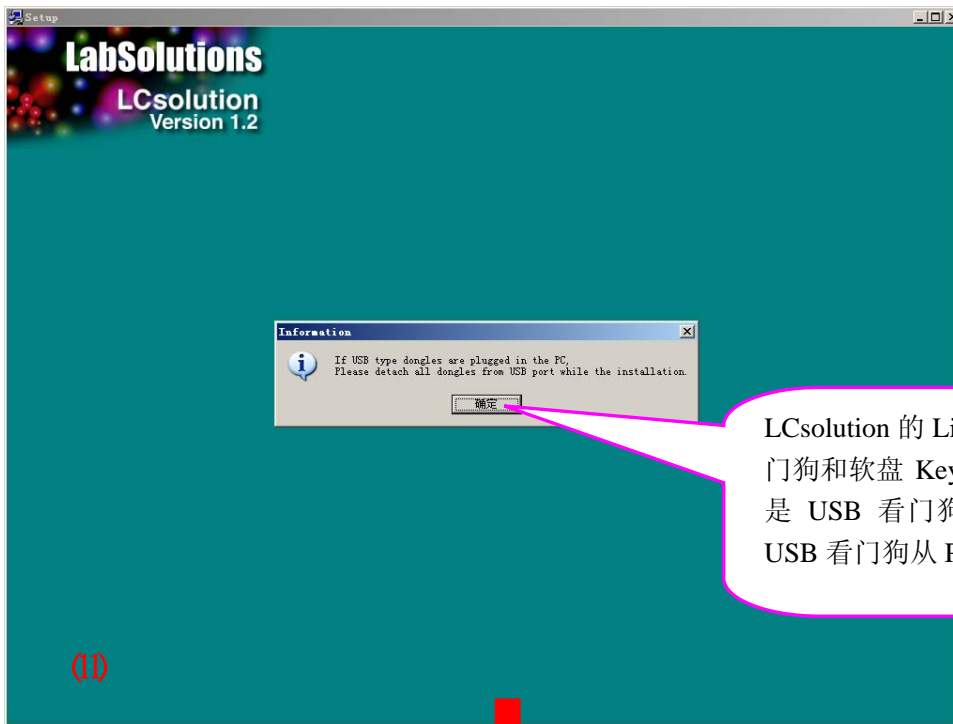 Setup
LabSolutions
LCsolution
Version 1.2
Information
If USB type dongles are plugged in the PC,
Please detach all dongles from USB port while the installation.
确定
LCsolution 的 Li
门狗和软盘 Key
是 USB 看门狗
USB 看门狗从
(11)